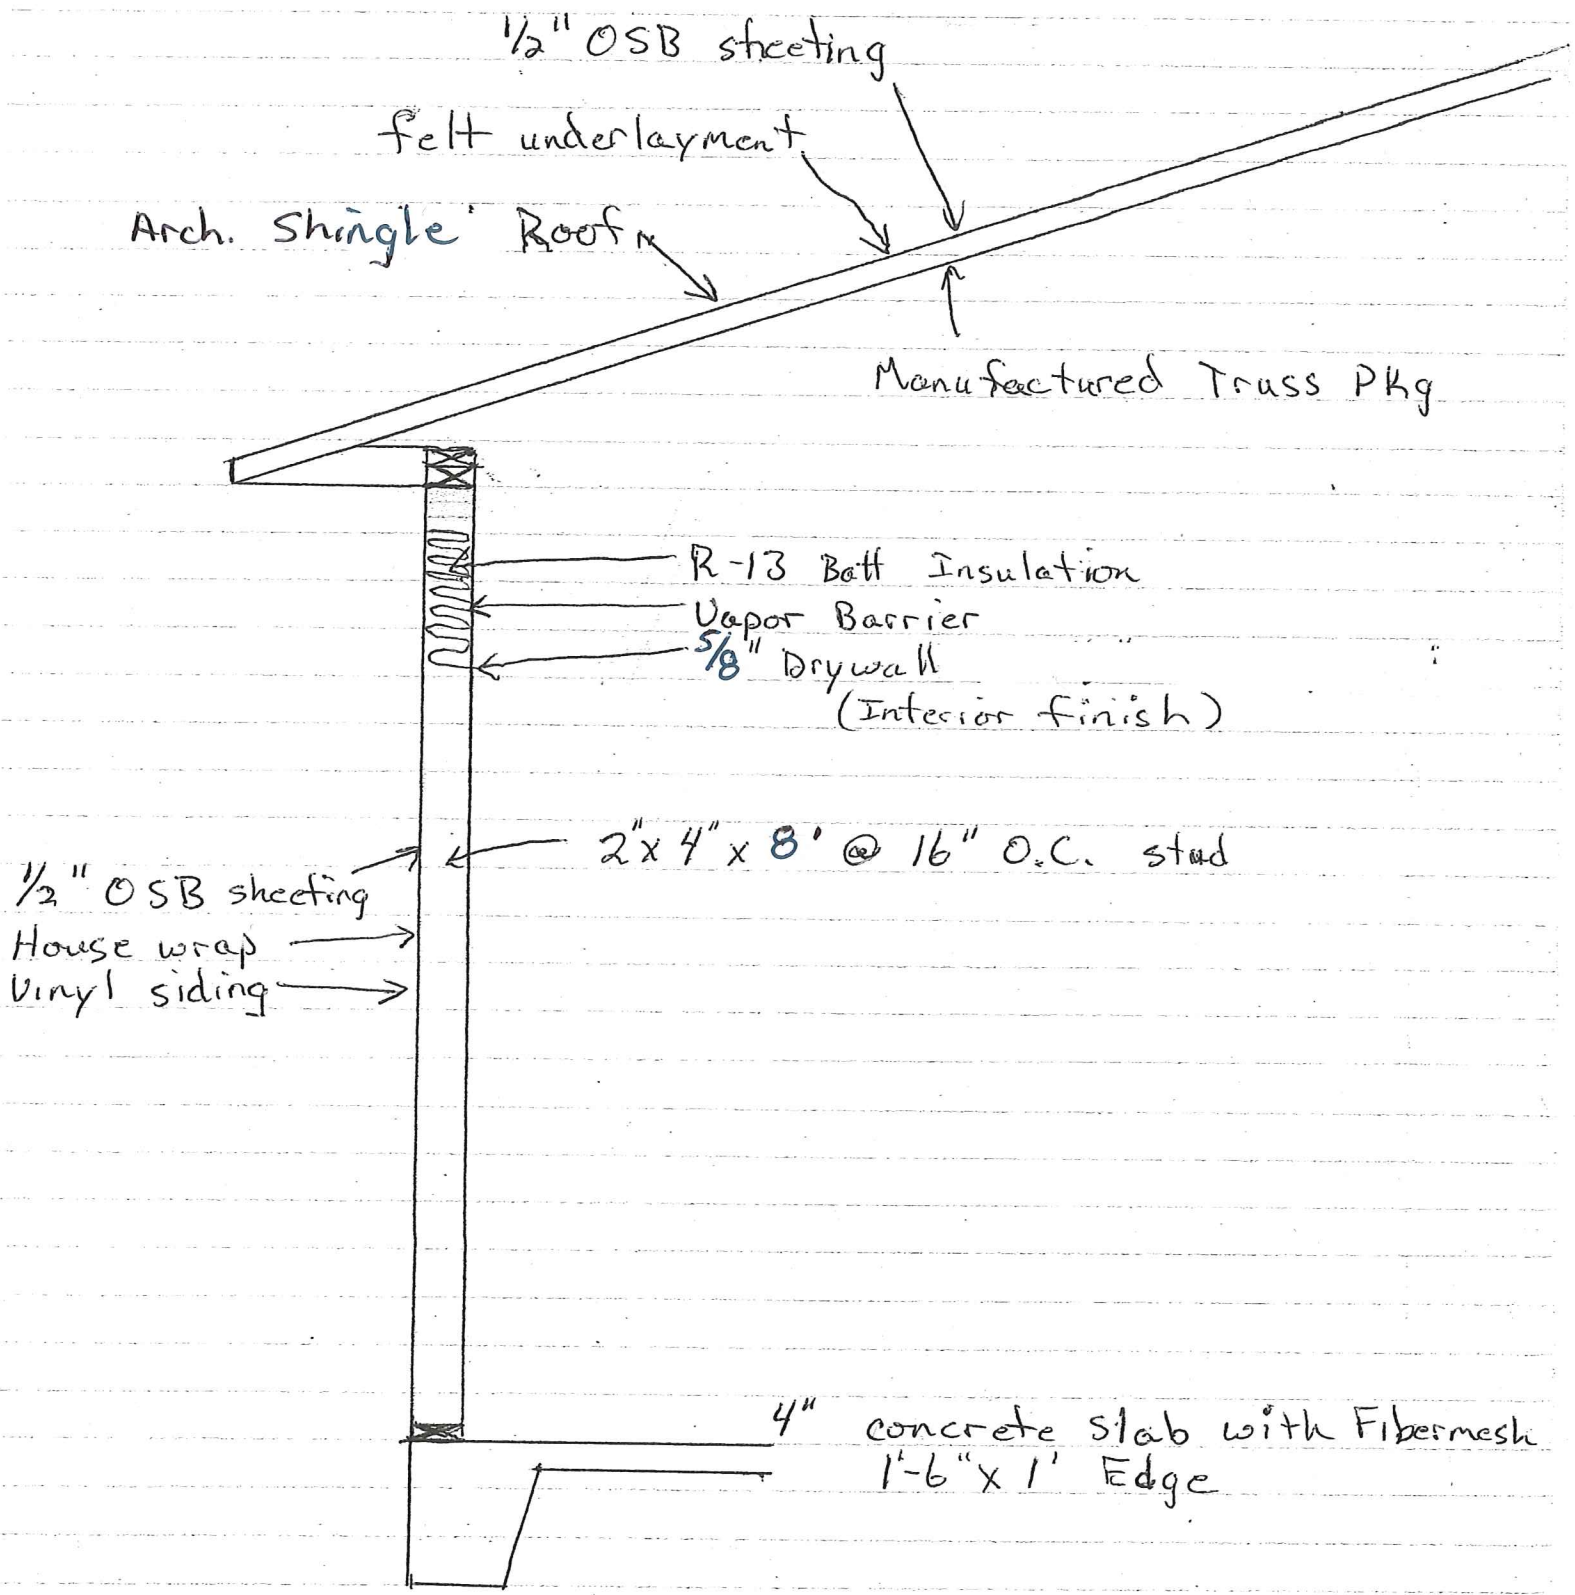 1/2" OSB sheeting
felt underlayment
Arch. Shingle Roof
Manufactured Truss PKg
R-13 Batt Insulation
Vapor Barrier
5/8" Drywall
(Interior finish)
2"x 4" x 8' @ 16" O.C. stud
1/2" OSB sheeting
House wrap
Vinyl siding
4" concrete slab with Fibermesh
1'-6" x 1' Edge